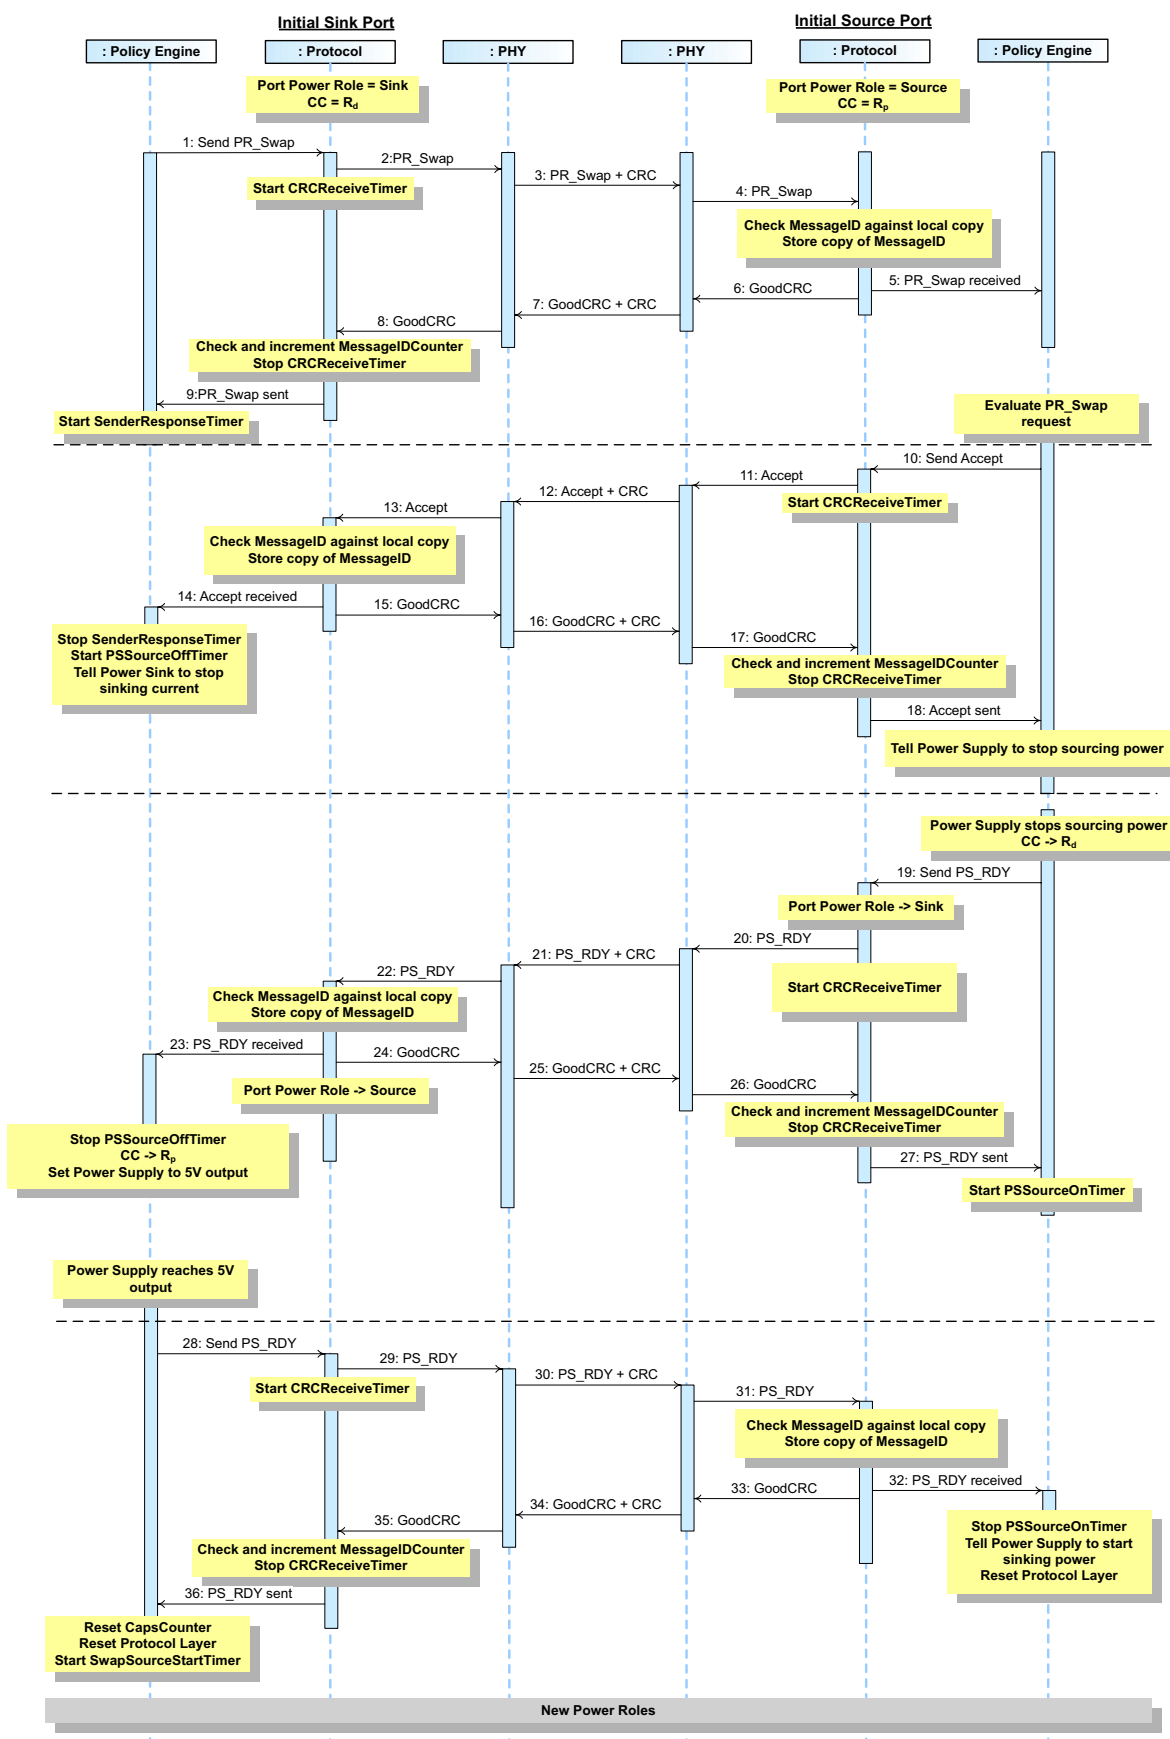 Initial Sink Port
Initial Source Port
: Policy Engine
: Protocol
: PHY
: PHY
: Protocol
: Policy Engine
Port Power Role = Sink
CC = Rd
Port Power Role = Source
CC = Rp
1: Send PR_Swap
2:PR_Swap
Start CRCReceiveTimer
3: PR_Swap + CRC
4: PR_Swap
Check MessageID against local copy
Store copy of MessageID
5: PR_Swap received
6: GoodCRC
7: GoodCRC + CRC
8: GoodCRC
Check and increment MessageIDCounter
Stop CRCReceiveTimer
9:PR_Swap sent
Start SenderResponseTimer
Evaluate PR_Swap
request
10: Send Accept
11: Accept
Start CRCReceiveTimer
12: Accept + CRC
13: Accept
Check MessageID against local copy
Store copy of MessageID
14: Accept received
15: GoodCRC
16: GoodCRC + CRC
17: GoodCRC
Stop SenderResponseTimer
Start PSSourceOffTimer
Tell Power Sink to stop
sinking current
Check and increment MessageIDCounter
Stop CRCReceiveTimer
18: Accept sent
Tell Power Supply to stop sourcing power
Power Supply stops sourcing power
CC -> Rd
19: Send PS_RDY
Port Power Role -> Sink
20: PS_RDY
21: PS_RDY + CRC
22: PS_RDY
Start CRCReceiveTimer
Check MessageID against local copy
Store copy of MessageID
23: PS_RDY received
24: GoodCRC
25: GoodCRC + CRC
26: GoodCRC
Port Power Role -> Source
Check and increment MessageIDCounter
Stop CRCReceiveTimer
Stop PSSourceOffTimer
CC -> Rp
Set Power Supply to 5V output
27: PS_RDY sent
Start PSSourceOnTimer
Power Supply reaches 5V
output
28: Send PS_RDY
29: PS_RDY
Start CRCReceiveTimer
30: PS_RDY + CRC
31: PS_RDY
Check MessageID against local copy
Store copy of MessageID
32: PS_RDY received
33: GoodCRC
34: GoodCRC + CRC
35: GoodCRC
Stop PSSourceOnTimer
Tell Power Supply to start
sinking power
Reset Protocol Layer
Check and increment MessageIDCounter
Stop CRCReceiveTimer
36: PS_RDY sent
Reset CapsCounter
Reset Protocol Layer
Start SwapSourceStartTimer
New Power Roles